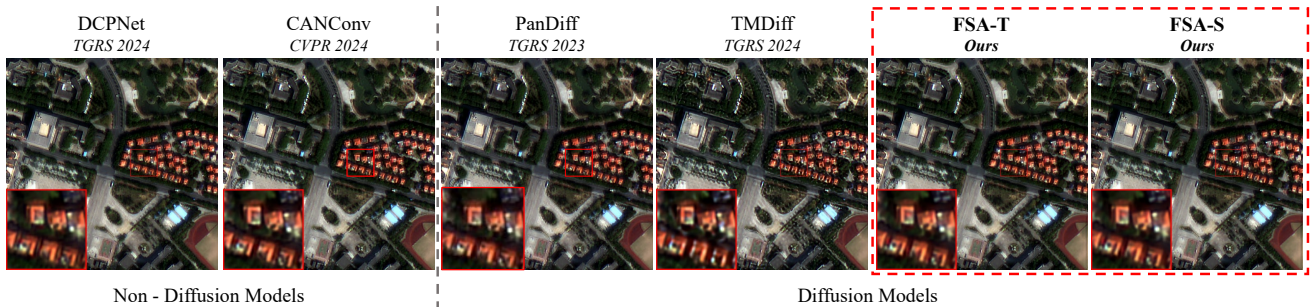 DCPNet
TGRS 2024
CANConv
CVPR 2024
PanDiff
TGRS 2023
TMDiff
TGRS 2024
FSA-T
Ours
FSA-S
Ours
Non - Diffusion Models
Diffusion Models